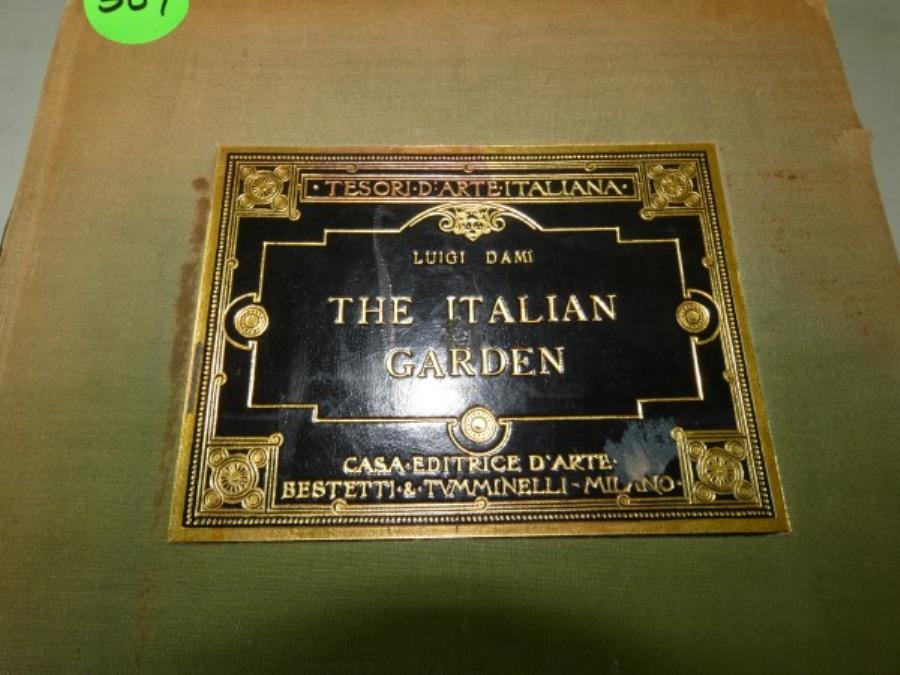 TESORI·D'ARTE·ITALIANA·
LUIGI DAMI
THE ITALIAN
GARDEN
CASA·EDITRICE D'ARTE·
BESTETTI·&·TVMMINELLI-MILANO·